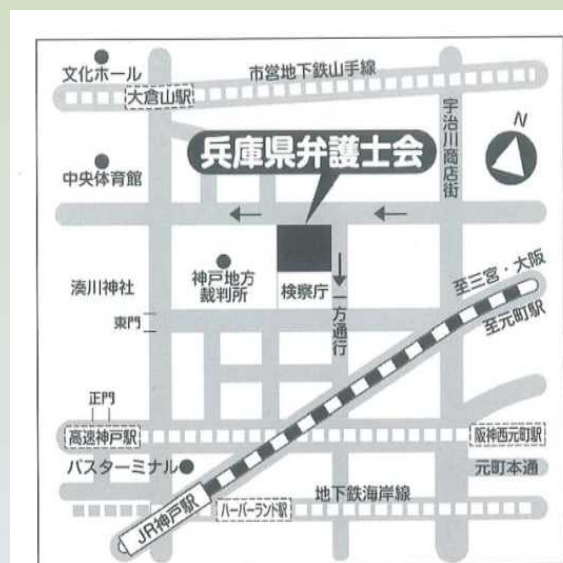 文化ホール
市営地下鉄山手線
大倉山駅
宇治川商店街
N
兵庫県弁護士会
中央体育館
神戸地方
裁判所
検察庁
一方通行
湊川神社
東門
至三宮・大阪
至元町駅
正門
高速神戸駅
阪神西元町駅
バスターミナル
元町本通
地下鉄海岸線
ハーバーランド駅
JR神戸駅